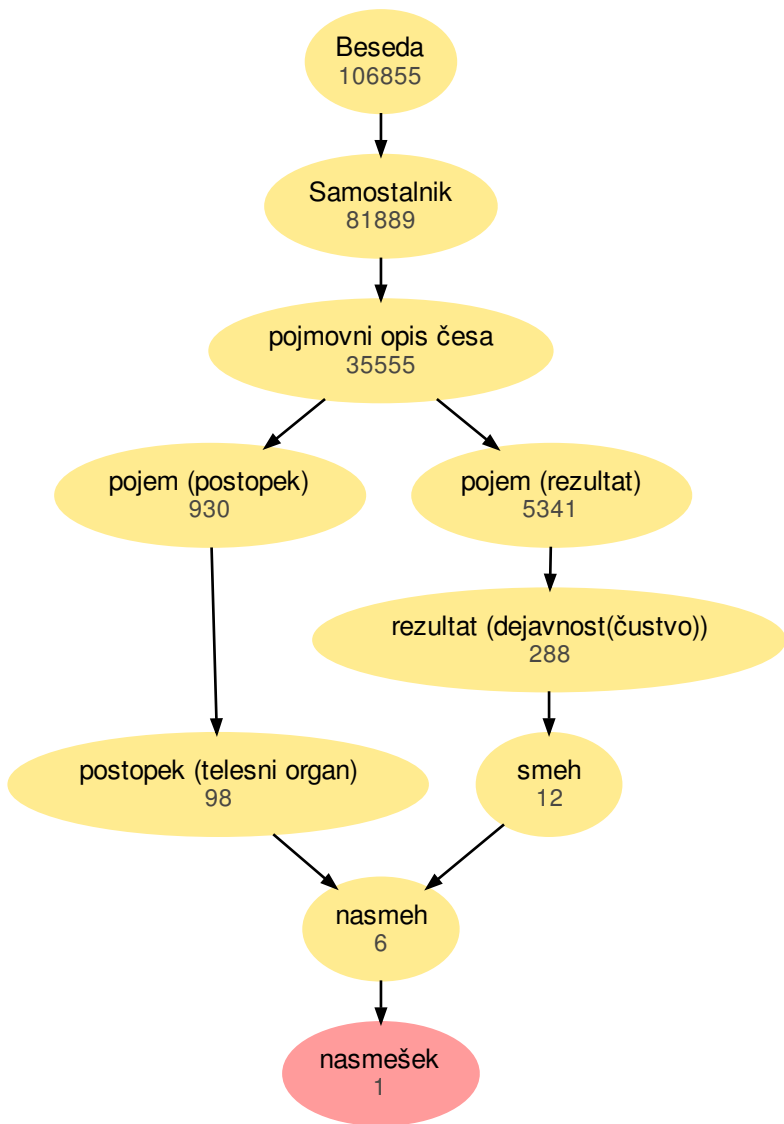 Beseda
106855
Samostalnik
81889
pojmovni opis česa
35555
pojem (postopek)
930
pojem (rezultat)
5341
rezultat (dejavnost(čustvo))
288
postopek (telesni organ)
98
smeh
12
nasmeh
6
nasmešek
1